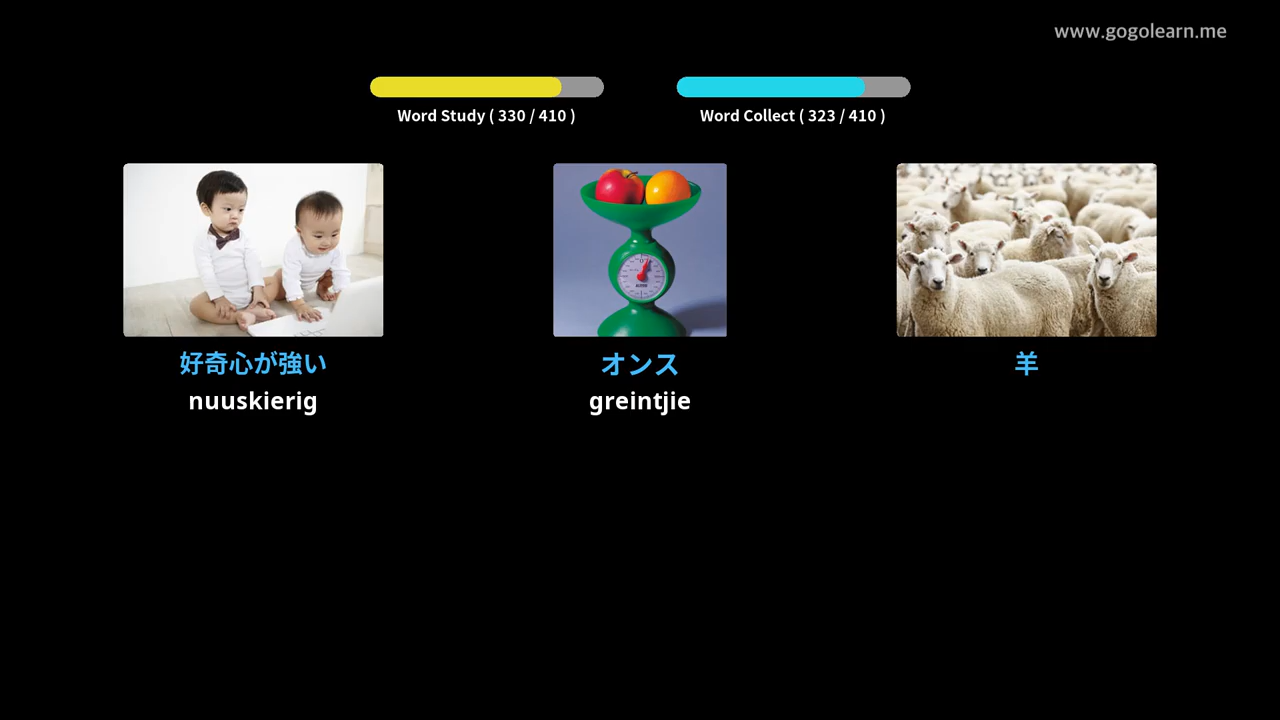 www.gogolearn.me
Word Study ( 330 / 410 )
Word Collect ( 323 / 410 )
好奇心が強い
オンス
羊
nuuskierig
greintjie